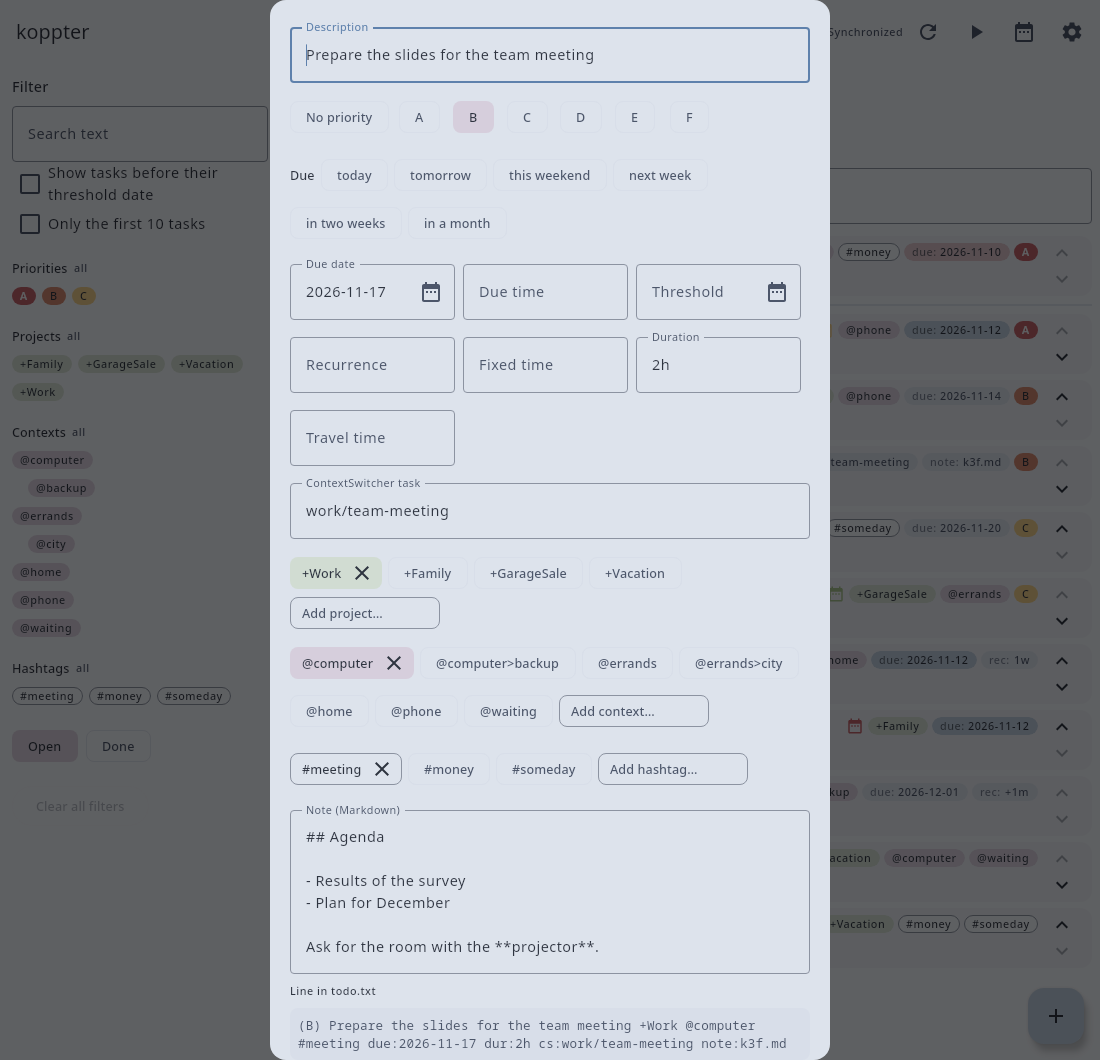 koppter
Synchronized
Filter
Search text
Show tasks before their
threshold date
Only the first 10 tasks
Priorities all
A B C
Projects all
+Family +GarageSale +Vacation
+Work
Contexts all
@computer
@backup
@errands
@city
@home
@phone
@waiting
Hashtags all
#meeting #money #someday
Open Done
Clear all filters
Description
Prepare the slides for the team meeting
No priority A B C D E F
Due today tomorrow this weekend next week
in two weeks in a month
Due date
2026-11-17 Due time Threshold
Duration
Recurrence Fixed time 2h
Travel time
ContextSwitcher task
work/team-meeting
+Work +Family +GarageSale +Vacation
Add project...
@computer @computer>backup @errands @errands>city
@home @phone @waiting Add context...
#meeting #money #someday Add hashtag...
Note (Markdown)
## Agenda
- Results of the survey
- Plan for December
Ask for the room with the **projector**.
Line in todo.txt
(B) Prepare the slides for the team meeting +Work @computer
#meeting due:2026-11-17 dur:2h cs:work/team-meeting note:k3f.md
#money due: 2026-11-10 A
@phone due: 2026-11-12 A
@phone due: 2026-11-14 B
team-meeting note: k3f.md B
#someday due: 2026-11-20 C
+GarageSale @errands C
home due: 2026-11-12 rec: 1w
+Family due: 2026-11-12
kup due: 2026-12-01 rec: +1m
acation @computer @waiting
+Vacation #money #someday
+